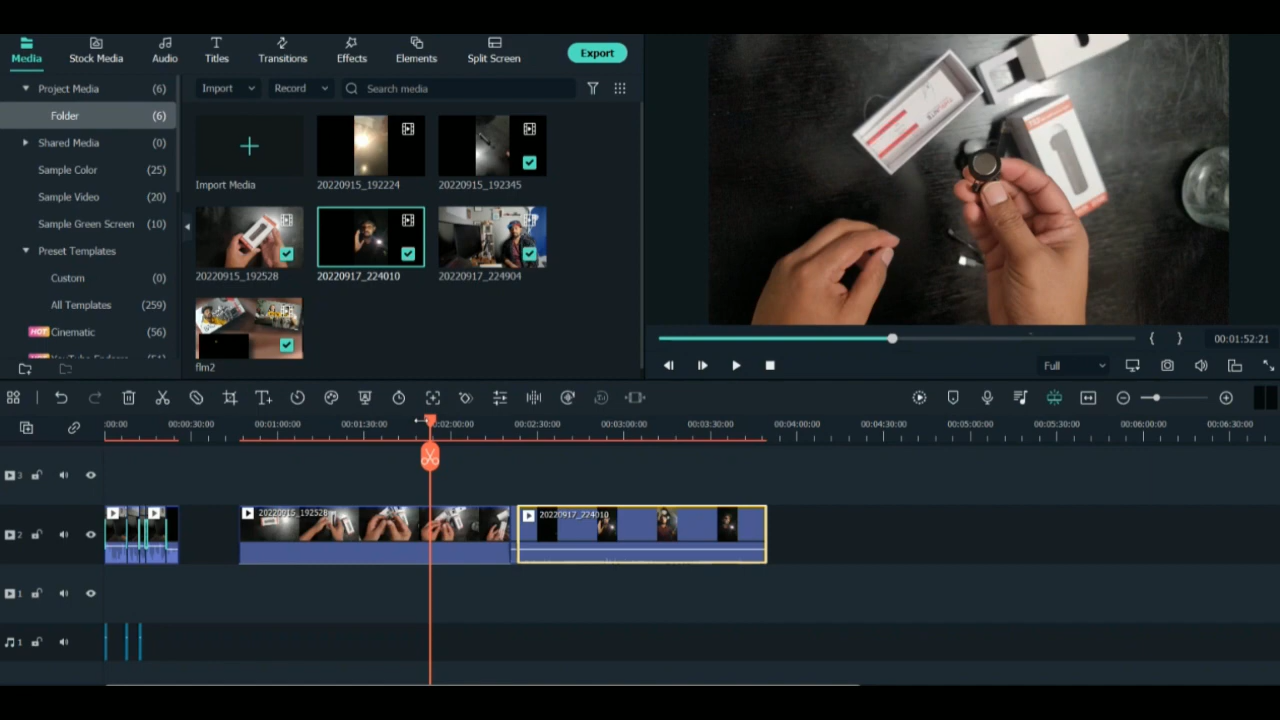 Media
Stock Media
Audio
Titles
Transitions
Effects
Elements
Split Screen
Export
Project Media (6)
Folder (6)
Shared Media (0)
Sample Color (25)
Sample Video (20)
Sample Green Screen (10)
Preset Templates
Custom (0)
All Templates (259)
HOT Cinematic (56)
Import
Record
Search media
Import Media
20220915_192224
20220915_192345
20220915_192528
20220917_224010
20220917_224904
flm2
{ } 00:01:52:21
Full
:00:00 00:00:30:00 00:01:00:00 00:01:30:00 00:02:00:00 00:02:30:00 00:03:00:00 00:03:30:00 00:04:00:00 00:04:30:00 00:05:00:00 00:05:30:00 00:06:00:00 00:06:30:00
3
2
20220915_192528
20220917_224010
1
1